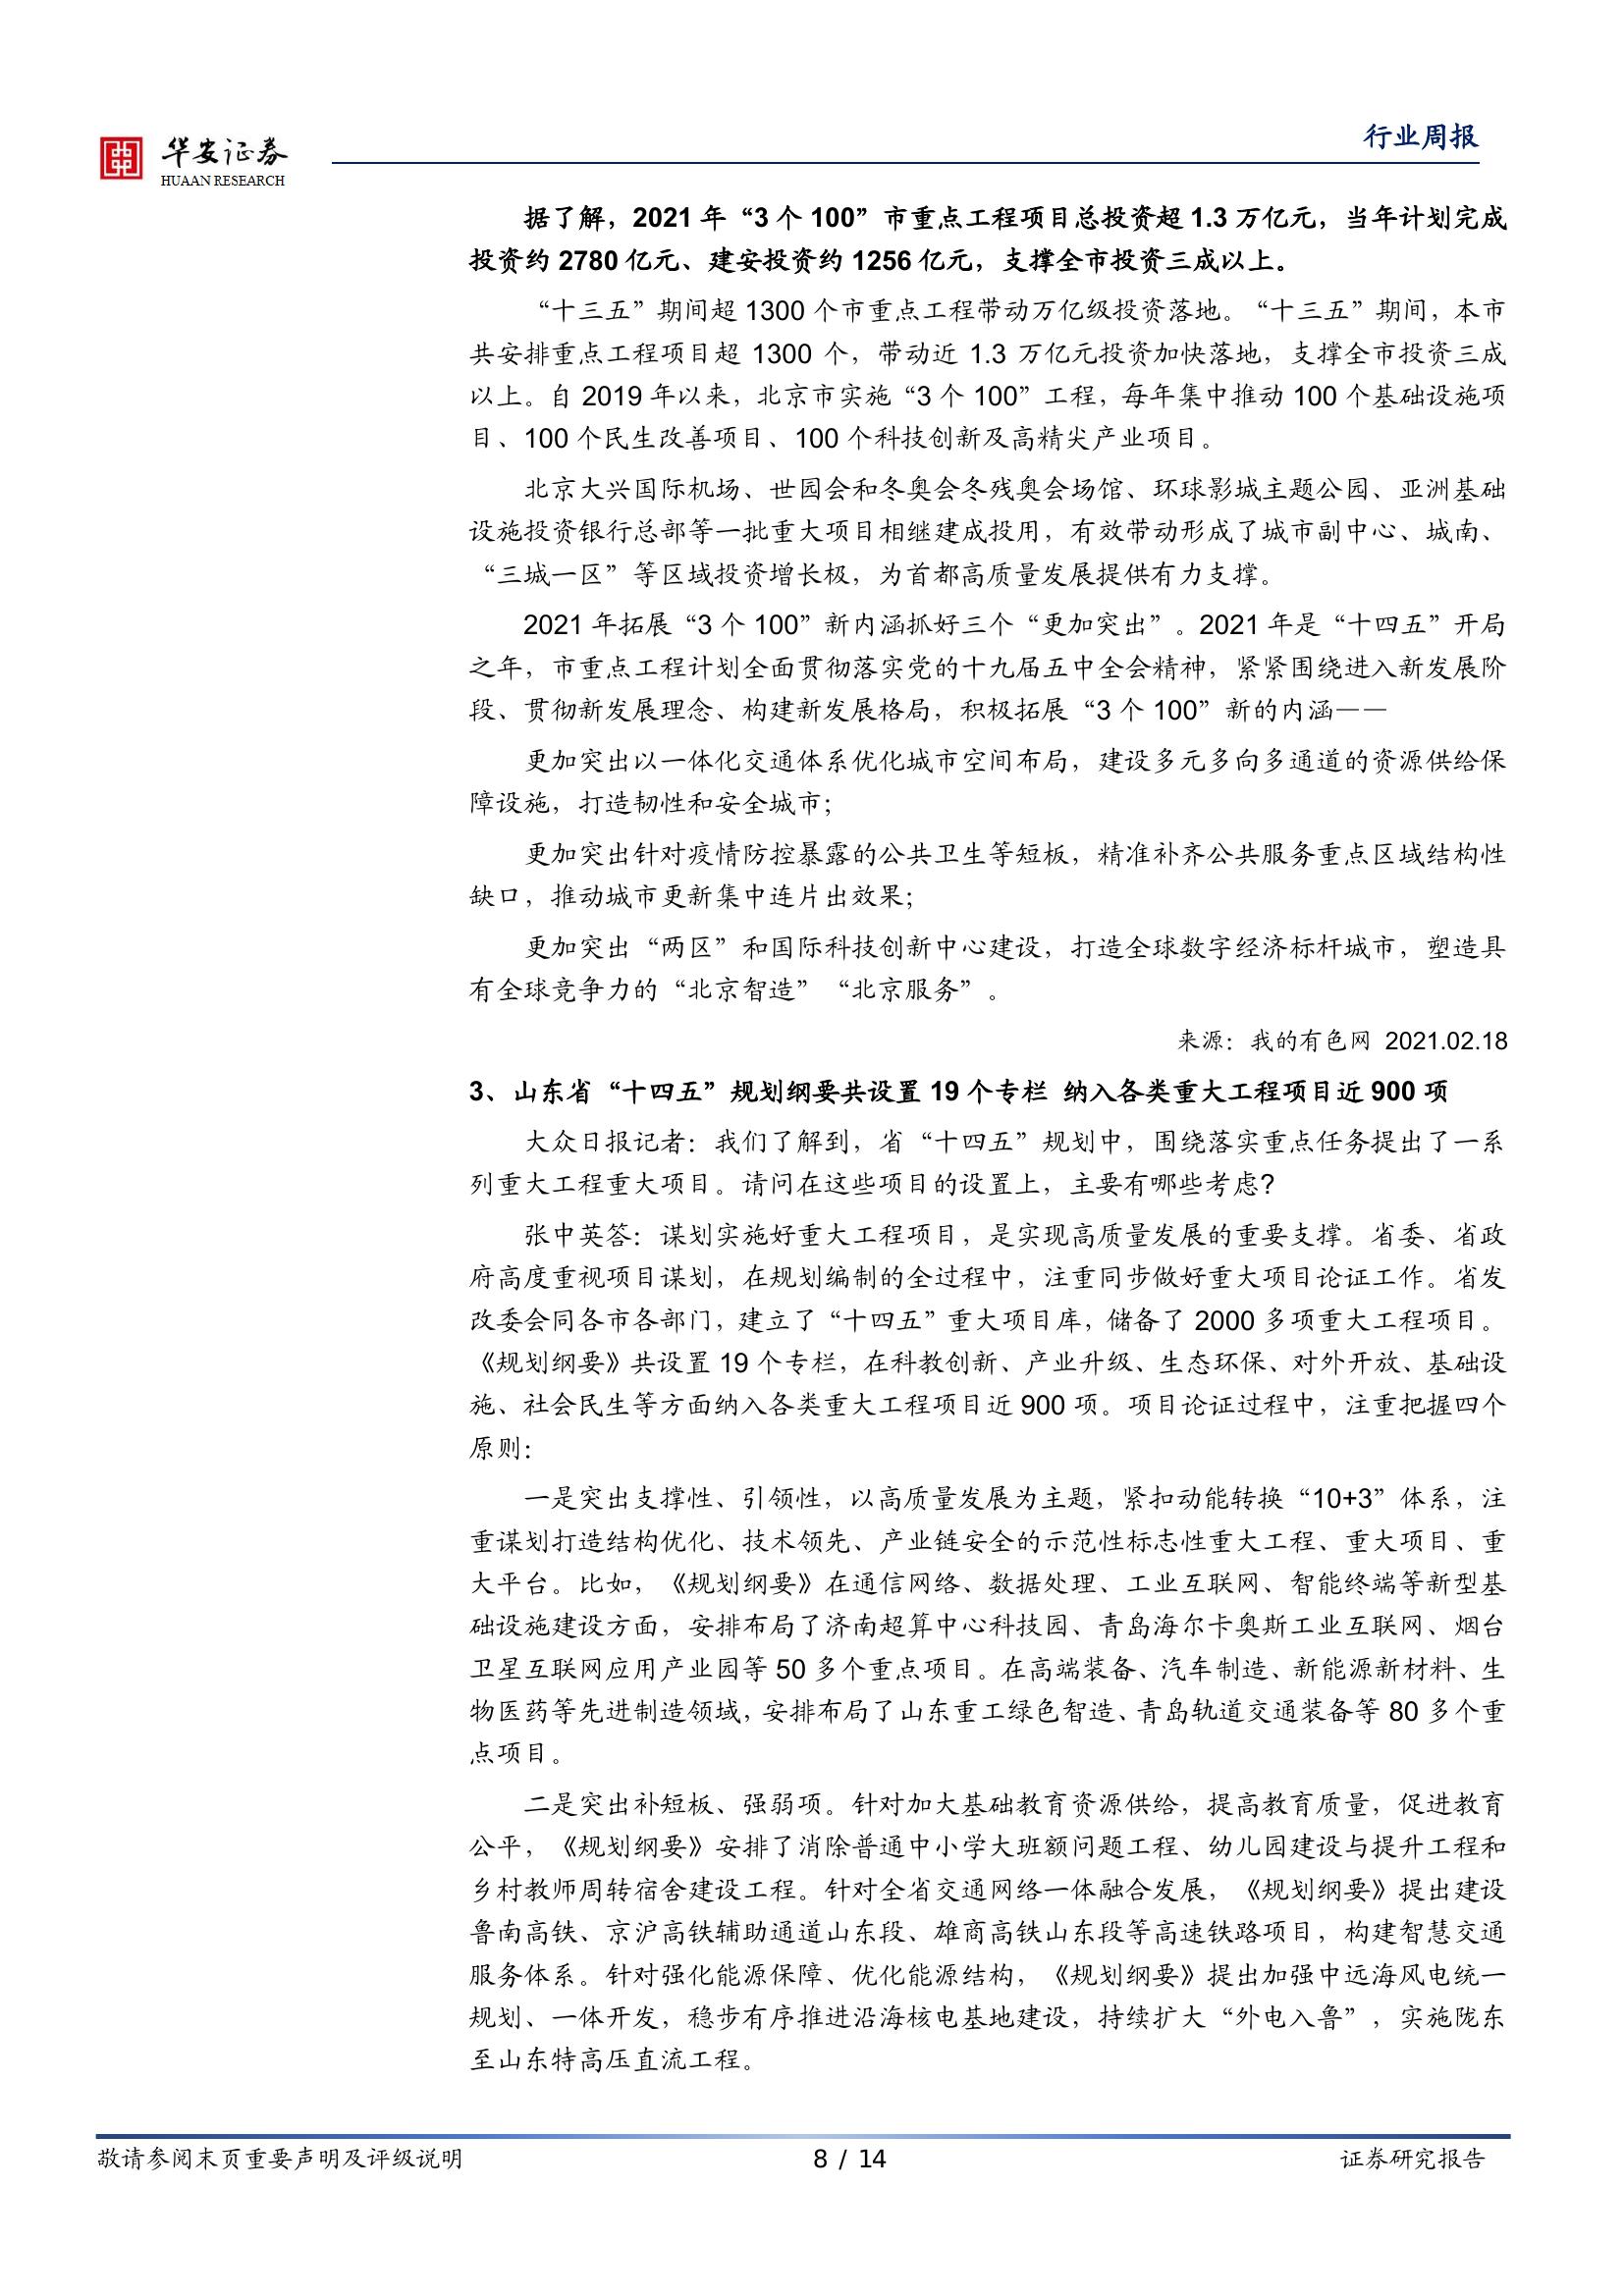 华安证券
HUAAN RESEARCH
行业周报
据了解，2021 年“3 个 100”市重点工程项目总投资超 1.3 万亿元，当年计划完成
投资约 2780 亿元、建安投资约 1256 亿元，支撑全市投资三成以上。
“十三五”期间超 1300 个市重点工程带动万亿级投资落地。“十三五”期间，本市
共安排重点工程项目超 1300 个，带动近 1.3 万亿元投资加快落地，支撑全市投资三成
以上。自 2019 年以来，北京市实施“3 个 100”工程，每年集中推动 100 个基础设施项
目、100 个民生改善项目、100 个科技创新及高精尖产业项目。
北京大兴国际机场、世园会和冬奥会冬残奥会场馆、环球影城主题公园、亚洲基础
设施投资银行总部等一批重大项目相继建成投用，有效带动形成了城市副中心、城南、
“三城一区”等区域投资增长极，为首都高质量发展提供有力支撑。
2021 年拓展“3 个 100”新内涵抓好三个“更加突出”。2021 年是“十四五”开局
之年，市重点工程计划全面贯彻落实党的十九届五中全会精神，紧紧围绕进入新发展阶
段、贯彻新发展理念、构建新发展格局，积极拓展“3 个 100”新的内涵——
更加突出以一体化交通体系优化城市空间布局，建设多元多向多通道的资源供给保
障设施，打造韧性和安全城市；
更加突出针对疫情防控暴露的公共卫生等短板，精准补齐公共服务重点区域结构性
缺口，推动城市更新集中连片出效果；
更加突出“两区”和国际科技创新中心建设，打造全球数字经济标杆城市，塑造具
有全球竞争力的“北京智造”“北京服务”。
来源：我的有色网 2021.02.18
3、山东省“十四五”规划纲要共设置 19 个专栏 纳入各类重大工程项目近 900 项
大众日报记者：我们了解到，省“十四五”规划中，围绕落实重点任务提出了一系
列重大工程重大项目。请问在这些项目的设置上，主要有哪些考虑？
张中英答：谋划实施好重大工程项目，是实现高质量发展的重要支撑。省委、省政
府高度重视项目谋划，在规划编制的全过程中，注重同步做好重大项目论证工作。省发
改委会同各市各部门，建立了“十四五”重大项目库，储备了 2000 多项重大工程项目。
《规划纲要》共设置 19 个专栏，在科教创新、产业升级、生态环保、对外开放、基础设
施、社会民生等方面纳入各类重大工程项目近 900 项。项目论证过程中，注重把握四个
原则：
一是突出支撑性、引领性，以高质量发展为主题，紧扣动能转换“10+3”体系，注
重谋划打造结构优化、技术领先、产业链安全的示范性标志性重大工程、重大项目、重
大平台。比如，《规划纲要》在通信网络、数据处理、工业互联网、智能终端等新型基
础设施建设方面，安排布局了济南超算中心科技园、青岛海尔卡奥斯工业互联网、烟台
卫星互联网应用产业园等 50 多个重点项目。在高端装备、汽车制造、新能源新材料、生
物医药等先进制造领域，安排布局了山东重工绿色智造、青岛轨道交通装备等 80 多个重
点项目。
二是突出补短板、强弱项。针对加大基础教育资源供给，提高教育质量，促进教育
公平，《规划纲要》安排了消除普通中小学大班额问题工程、幼儿园建设与提升工程和
乡村教师周转宿舍建设工程。针对全省交通网络一体融合发展，《规划纲要》提出建设
鲁南高铁、京沪高铁辅助通道山东段、雄商高铁山东段等高速铁路项目，构建智慧交通
服务体系。针对强化能源保障、优化能源结构，《规划纲要》提出加强中远海风电统一
规划、一体开发，稳步有序推进沿海核电基地建设，持续扩大“外电入鲁”，实施陇东
至山东特高压直流工程。
敬请参阅末页重要声明及评级说明
8 / 14
证券研究报告